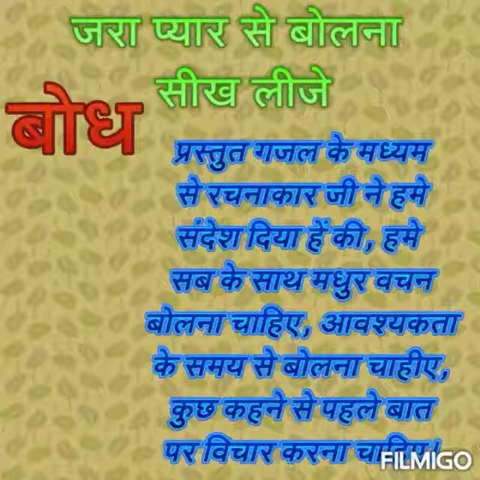 जरा प्यार से बोलना
सीख लीजे
बोध
प्रस्तुत गजल के मध्यम
से रचनाकार जी ने हमे
संदेश दिया हें की, हमे
सब के साथ मधुर वचन
बोलना चाहिए, आवश्यकता
के समय से बोलना चाहीए,
कुछ कहने से पहले बात
पर विचार करना चाहिए!
FILMIGO